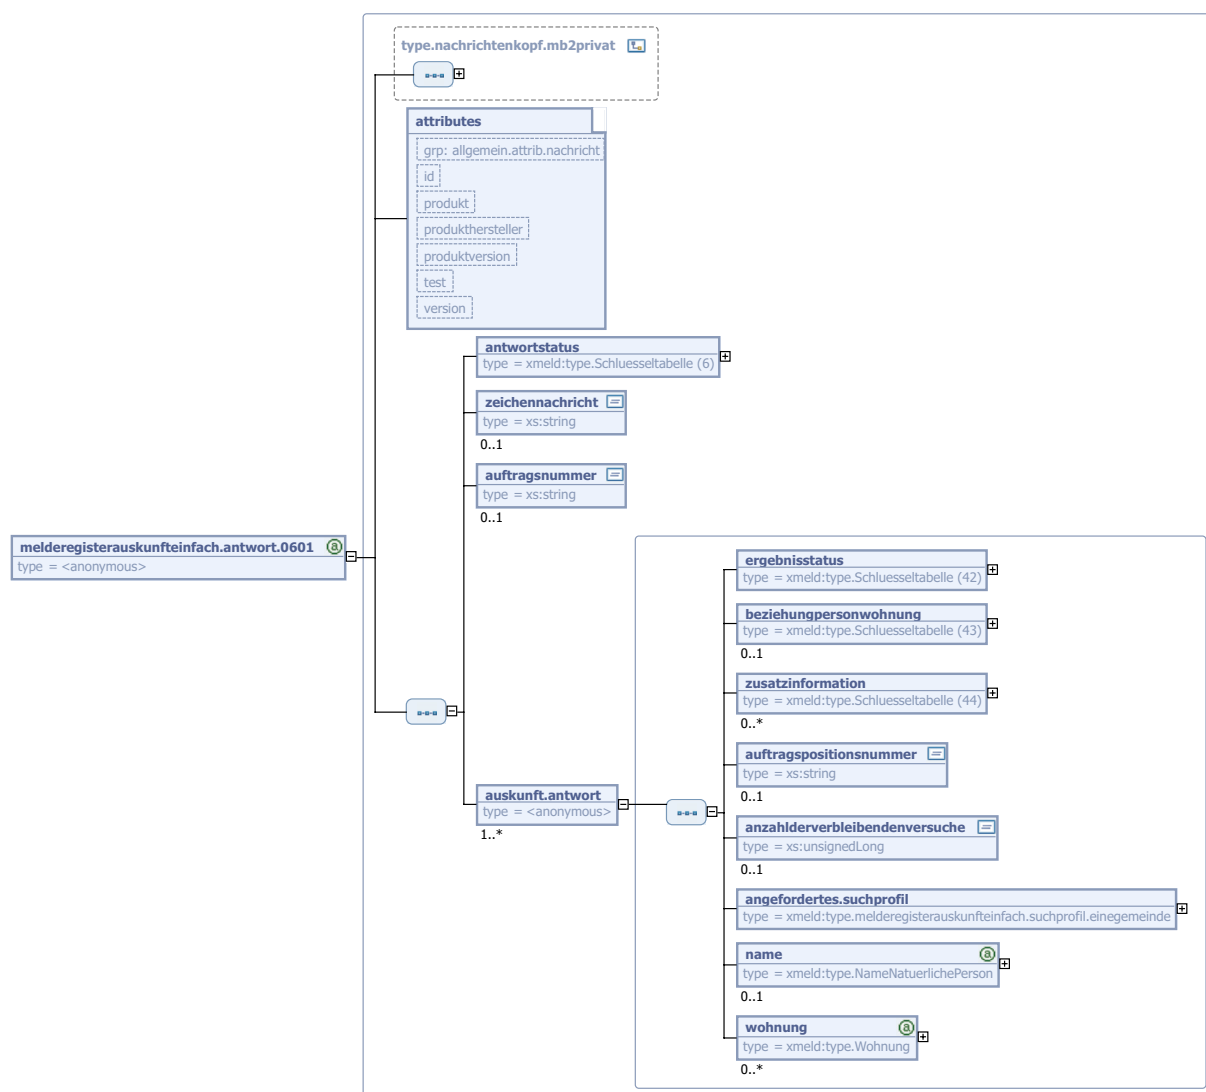 type.nachrichtenkopf.mb2privat
attributes
grp: allgemein.attrib.nachricht
id
produkt
produkthersteller
produktversion
test
version
antwortstatus
type = xmeld:type.Schluesseltabelle (6)
zeichennachricht
type = xs:string
0..1
auftragsnummer
type = xs:string
0..1
melderegisterauskunfteinfach.antwort.0601
type = <anonymous>
auskunft.antwort
type = <anonymous>
1..*
ergebnisstatus
type = xmeld:type.Schluesseltabelle (42)
beziehungpersonwohnung
type = xmeld:type.Schluesseltabelle (43)
0..1
zusatzinformation
type = xmeld:type.Schluesseltabelle (44)
0..*
auftragspositionsnummer
type = xs:string
0..1
anzahlderverbleibendenversuche
type = xs:unsignedLong
0..1
angefordertes.suchprofil
type = xmeld:type.melderegisterauskunfteinfach.suchprofil.einegemeinde
name
a
type = xmeld:type.NameNatuerlichePerson
0..1
wohnung
a
type = xmeld:type.Wohnung
0..*